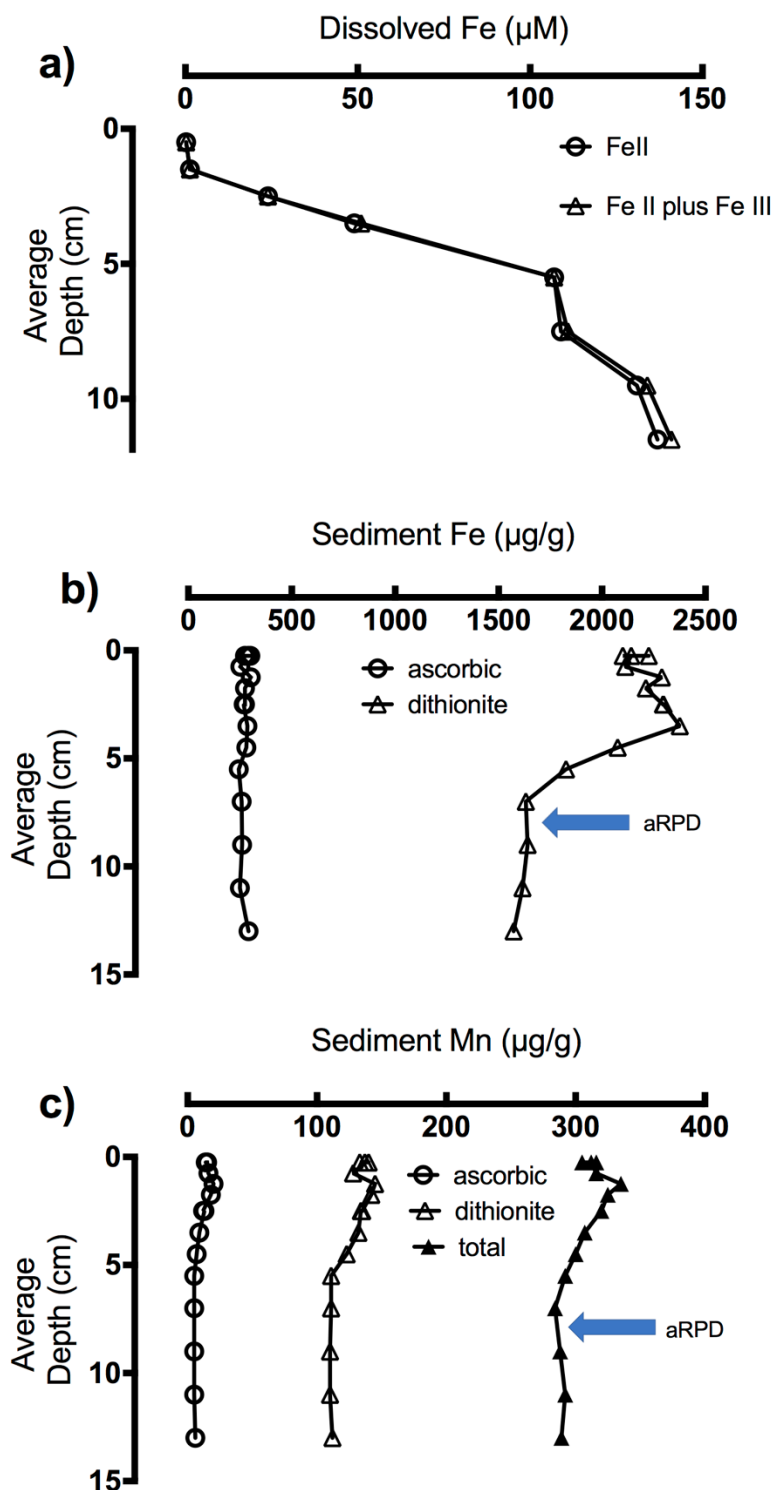 Dissolved Fe (µM)
a)
0 50 100 150
0
5
10
Average
Depth (cm)
FeII
Fe II plus Fe III
Sediment Fe (µg/g)
b)
0 500 1000 1500 2000 2500
0
5
10
15
Average
Depth (cm)
ascorbic
dithionite
aRPD
Sediment Mn (µg/g)
c)
0 100 200 300 400
0
5
10
15
Average
Depth (cm)
ascorbic
dithionite
total
aRPD